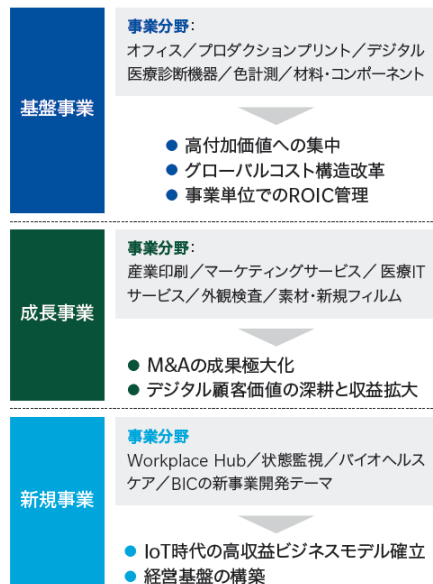 基盤事業
事業分野:
オフィス／プロダクションプリント／デジタル
医療診断機器／色計測／材料・コンポーネント
● 高付加価値への集中
● グローバルコスト構造改革
● 事業単位でのROIC管理
成長事業
事業分野:
産業印刷／マーケティングサービス／医療IT
サービス／外観検査／素材・新規フィルム
● M&Aの成果極大化
● デジタル顧客価値の深耕と収益拡大
新規事業
事業分野
Workplace Hub／状態監視／バイオヘルス
ケア／BICの新事業開発テーマ
● IoT時代の高収益ビジネスモデル確立
● 経営基盤の構築